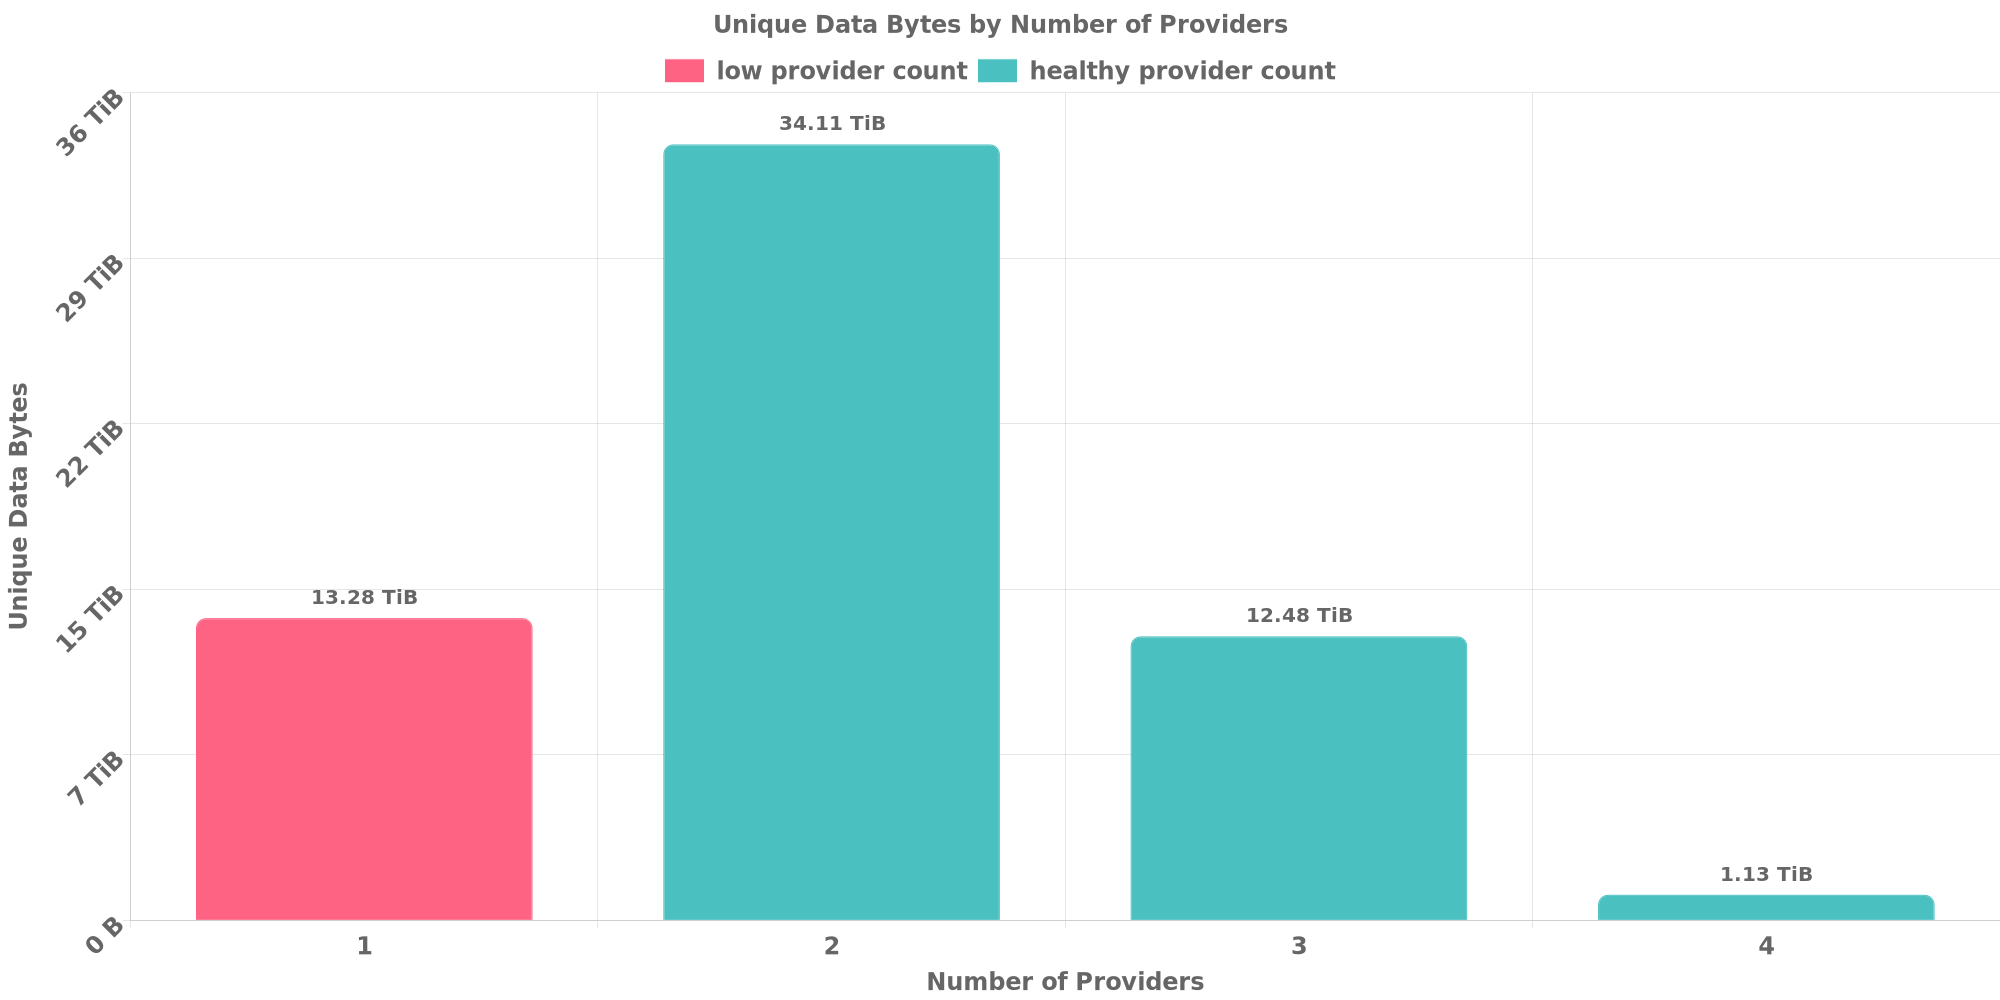 Unique Data Bytes by Number of Providers
low provider count healthy provider count
36 TiB
29 TiB
22 TiB
15 TiB
7 TiB
0 B
Unique Data Bytes
13.28 TiB
34.11 TiB
12.48 TiB
1.13 TiB
1 2 3 4
Number of Providers